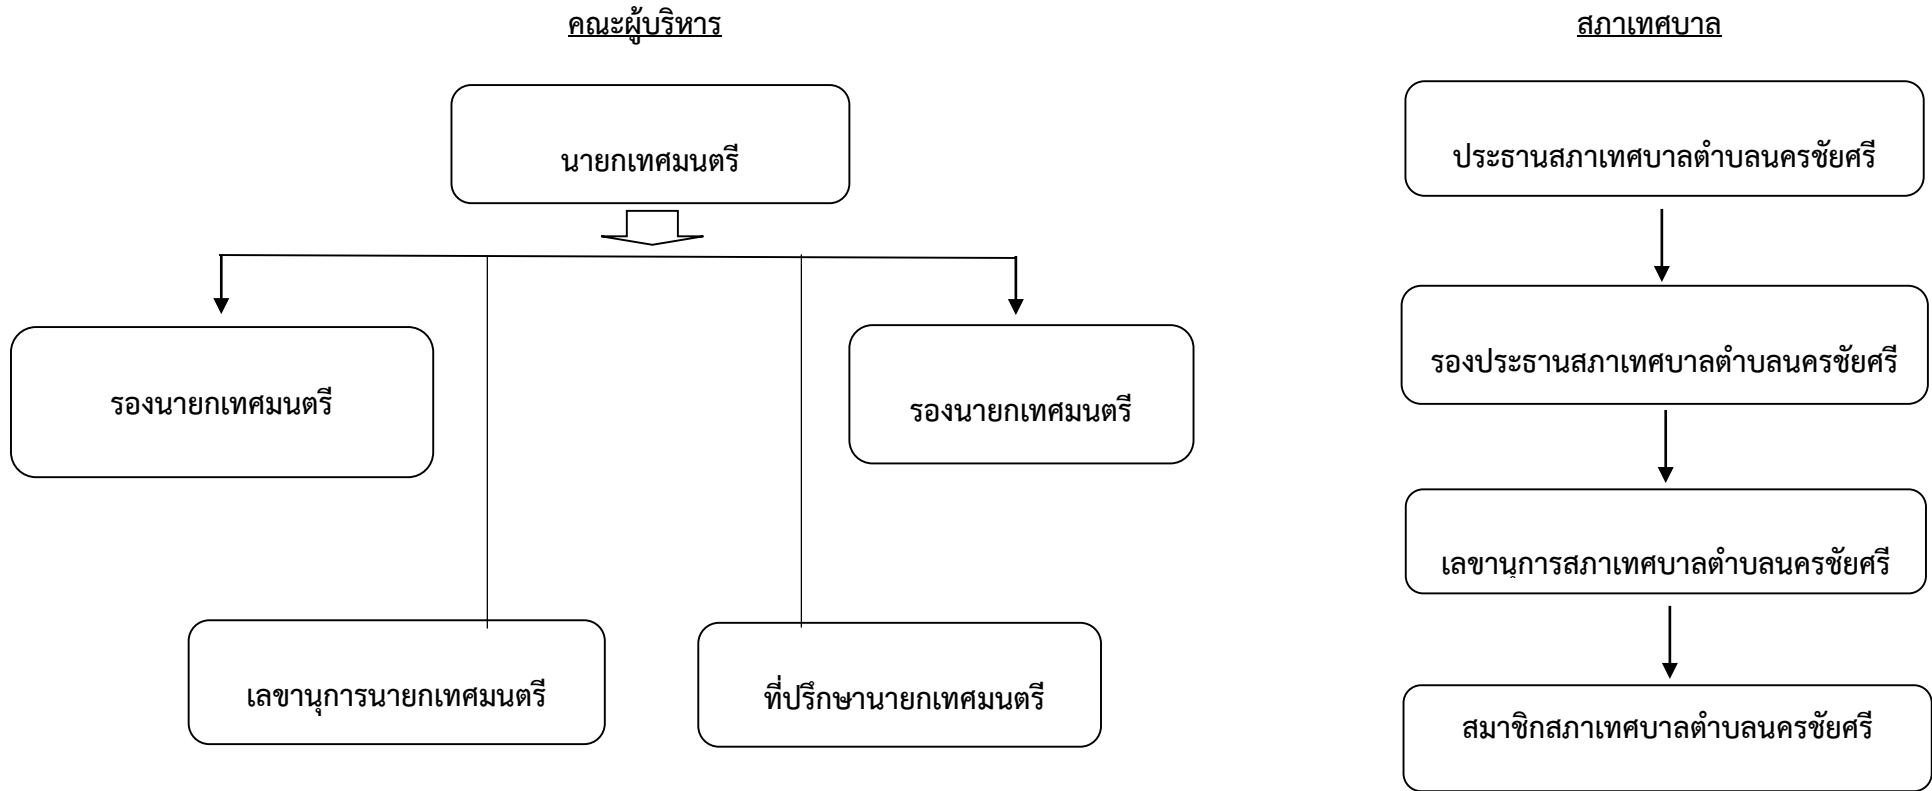 คณะผู้บริหาร
นายกเทศมนตรี
รองนายกเทศมนตรี
รองนายกเทศมนตรี
เลขานุการนายกเทศมนตรี
ที่ปรึกษานายกเทศมนตรี
สภาเทศบาล
ประธานสภาเทศบาลตำบลนครชัยศรี
รองประธานสภาเทศบาลตำบลนครชัยศรี
เลขานุการสภาเทศบาลตำบลนครชัยศรี
สมาชิกสภาเทศบาลตำบลนครชัยศรี